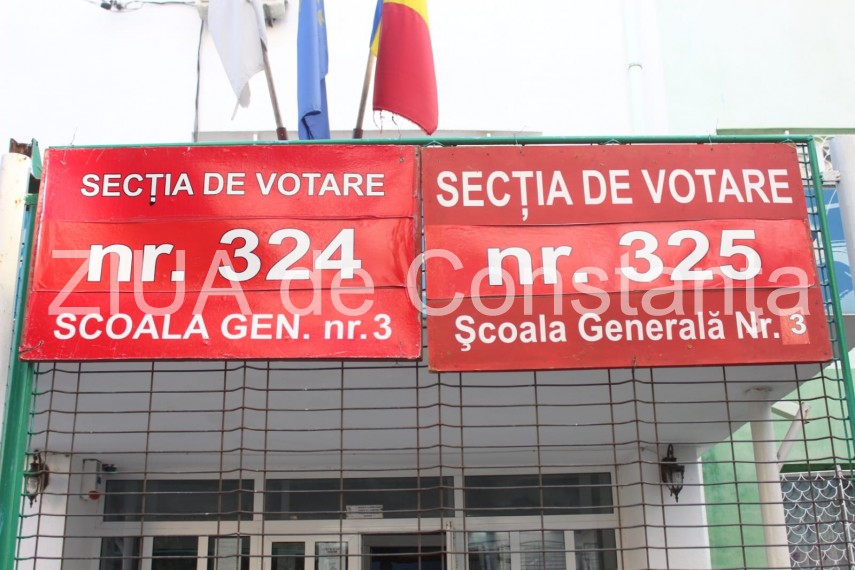 SECȚIA DE VOTARE
nr. 324
SCOALA GEN. nr.3
SECȚIA DE VOTARE
nr. 325
Şcoala Generală Nr. 3
ZIUA de Constanta